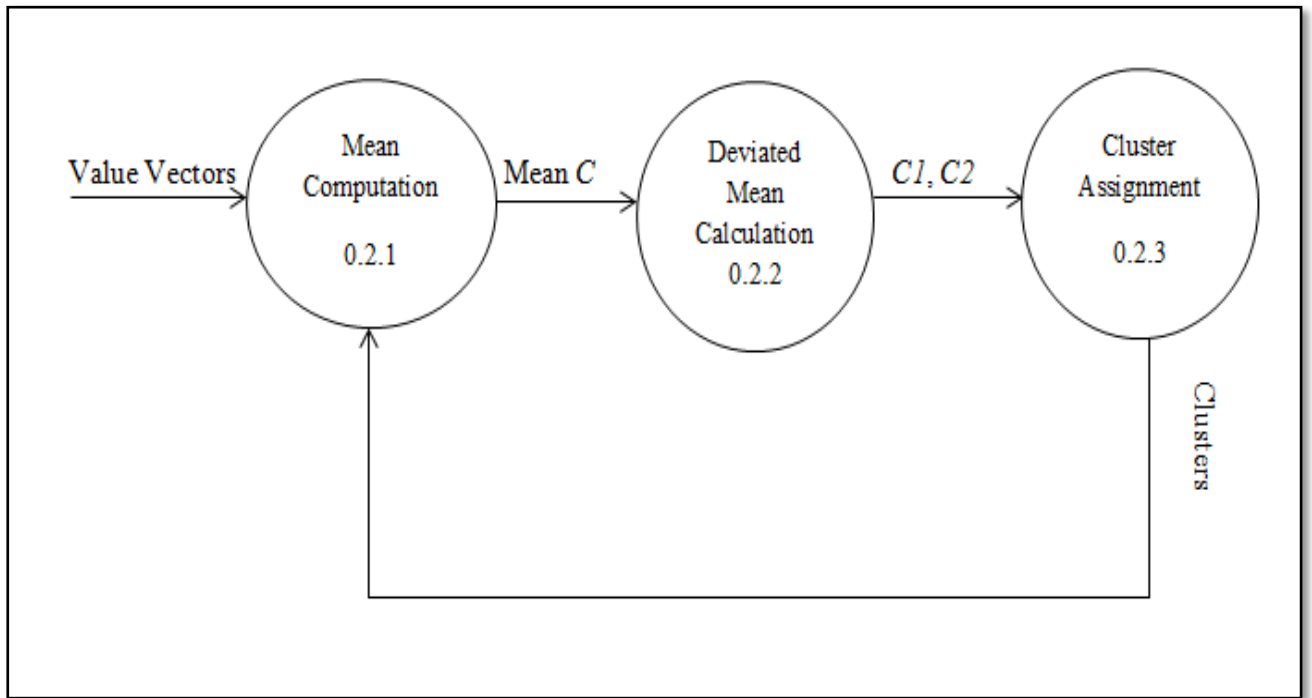 Value Vectors
Mean
Computation
0.2.1
Mean C
Deviated
Mean
Calculation
0.2.2
C1, C2
Cluster
Assignment
0.2.3
Clusters